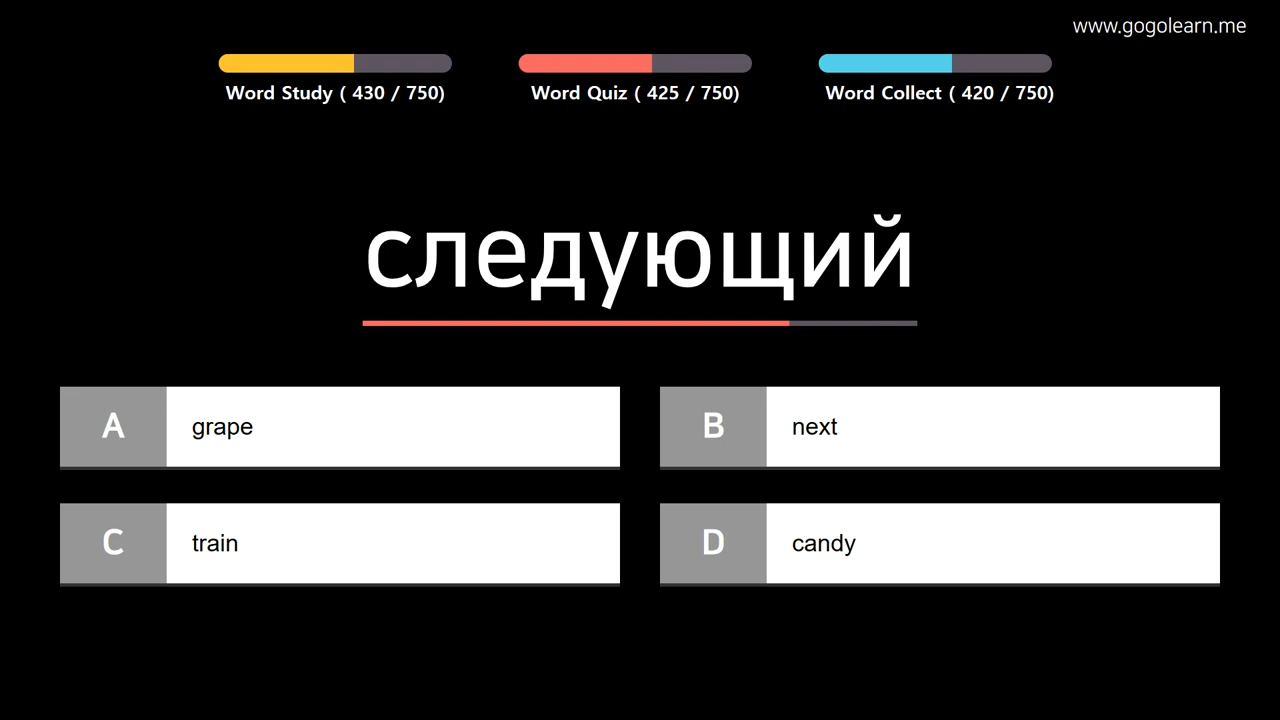 www.gogolearn.me
Word Study ( 430 / 750)
Word Quiz ( 425 / 750)
Word Collect ( 420 / 750)
следующий
A grape
B next
C train
D candy